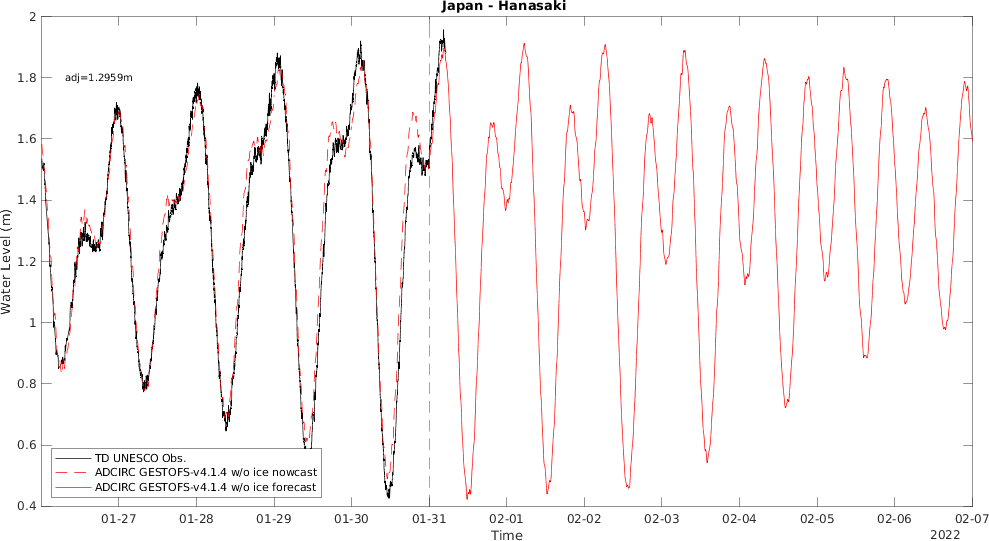 Japan - Hanasaki
2
1.8
1.6
1.4
1.2
1
0.8
0.6
0.4
Water Level (m)
adj=1.2959m
TD UNESCO Obs.
ADCIRC GESTOFS-v4.1.4 w/o ice nowcast
ADCIRC GESTOFS-v4.1.4 w/o ice forecast
01-27 01-28 01-29 01-30 01-31 02-01 02-02 02-03 02-04 02-05 02-06 02-07
Time
2022